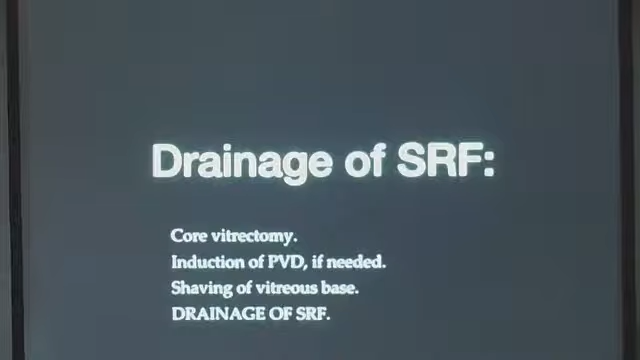 Drainage of SRF:
Core vitrectomy.
Induction of PVD, if needed.
Shaving of vitreous base.
DRAINAGE OF SRF.